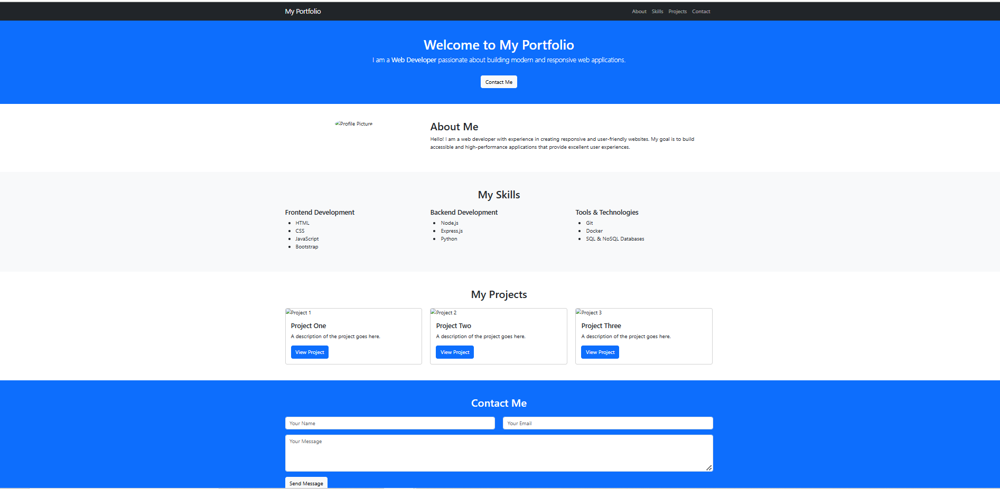 My Portfolio
About Skills Projects Contact
Welcome to My Portfolio
I am a Web Developer passionate about building modern and responsive web applications.
Contact Me
Profile Picture
About Me
Hello! I am a web developer with experience in creating responsive and user-friendly websites. My goal is to build
accessible and high-performance applications that provide excellent user experiences.
My Skills
Frontend Development
HTML
CSS
JavaScript
Bootstrap
Backend Development
Node.js
Express.js
Python
Tools & Technologies
Git
Docker
SQL & NoSQL Databases
My Projects
Project 1
Project One
A description of the project goes here.
View Project
Project 2
Project Two
A description of the project goes here.
View Project
Project 3
Project Three
A description of the project goes here.
View Project
Contact Me
Your Name
Your Email
Your Message
Send Message